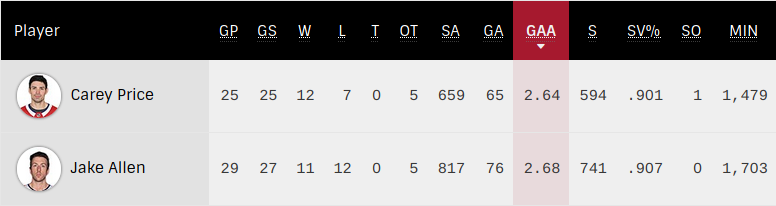 Player GP GS W L T OT SA GA GAA S SV% SO MIN
Carey Price 25 25 12 7 0 5 659 65 2.64 594 .901 1 1,479
Jake Allen 29 27 11 12 0 5 817 76 2.68 741 .907 0 1,703